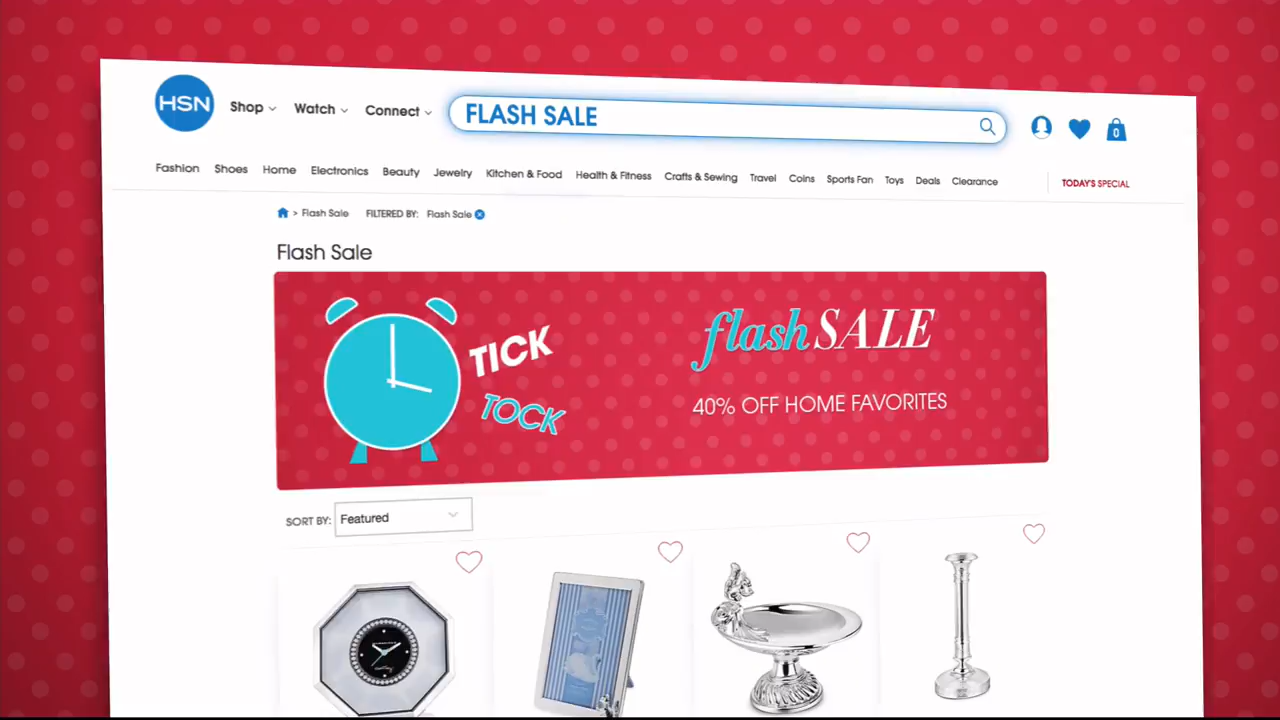 HSN Shop Watch Connect FLASH SALE 0
Fashion Shoes Home Electronics Beauty Jewelry Kitchen & Food Health & Fitness Crafts & Sewing Travel Coins Sports Fan Toys Deals Clearance TODAY'S SPECIAL
> Flash Sale FILTERED BY: Flash Sale
Flash Sale
TICK
TOCK
flash SALE
40% OFF HOME FAVORITES
SORT BY: Featured